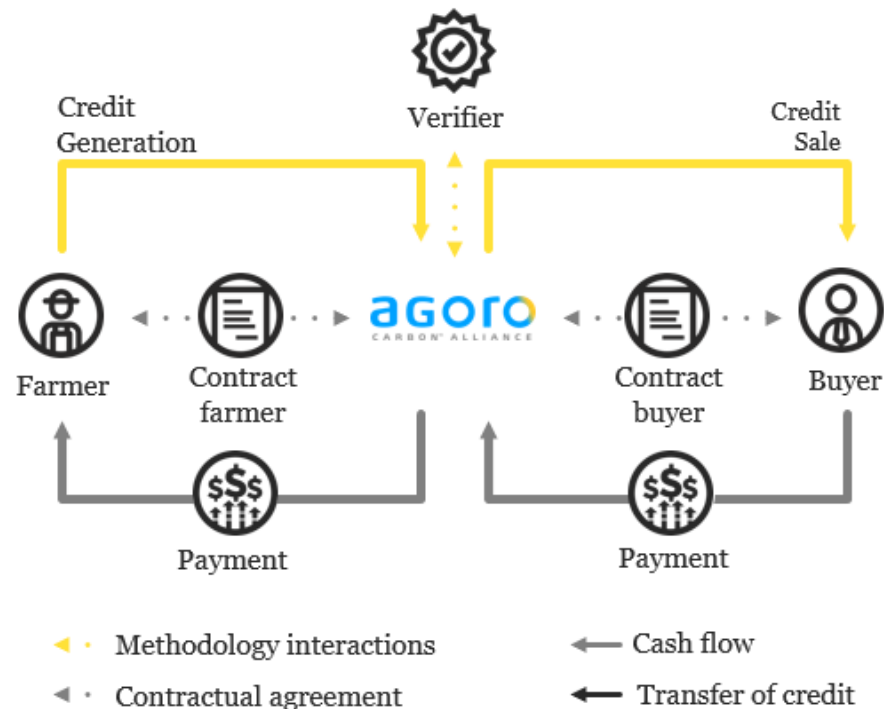 Verifier
Credit
Generation
Credit
Sale
agoro
CARBON™ ALLIANCE
Farmer
Contract
farmer
Contract
buyer
Buyer
$$$
Payment
$$$
Payment
Methodology interactions
Cash flow
Contractual agreement
Transfer of credit